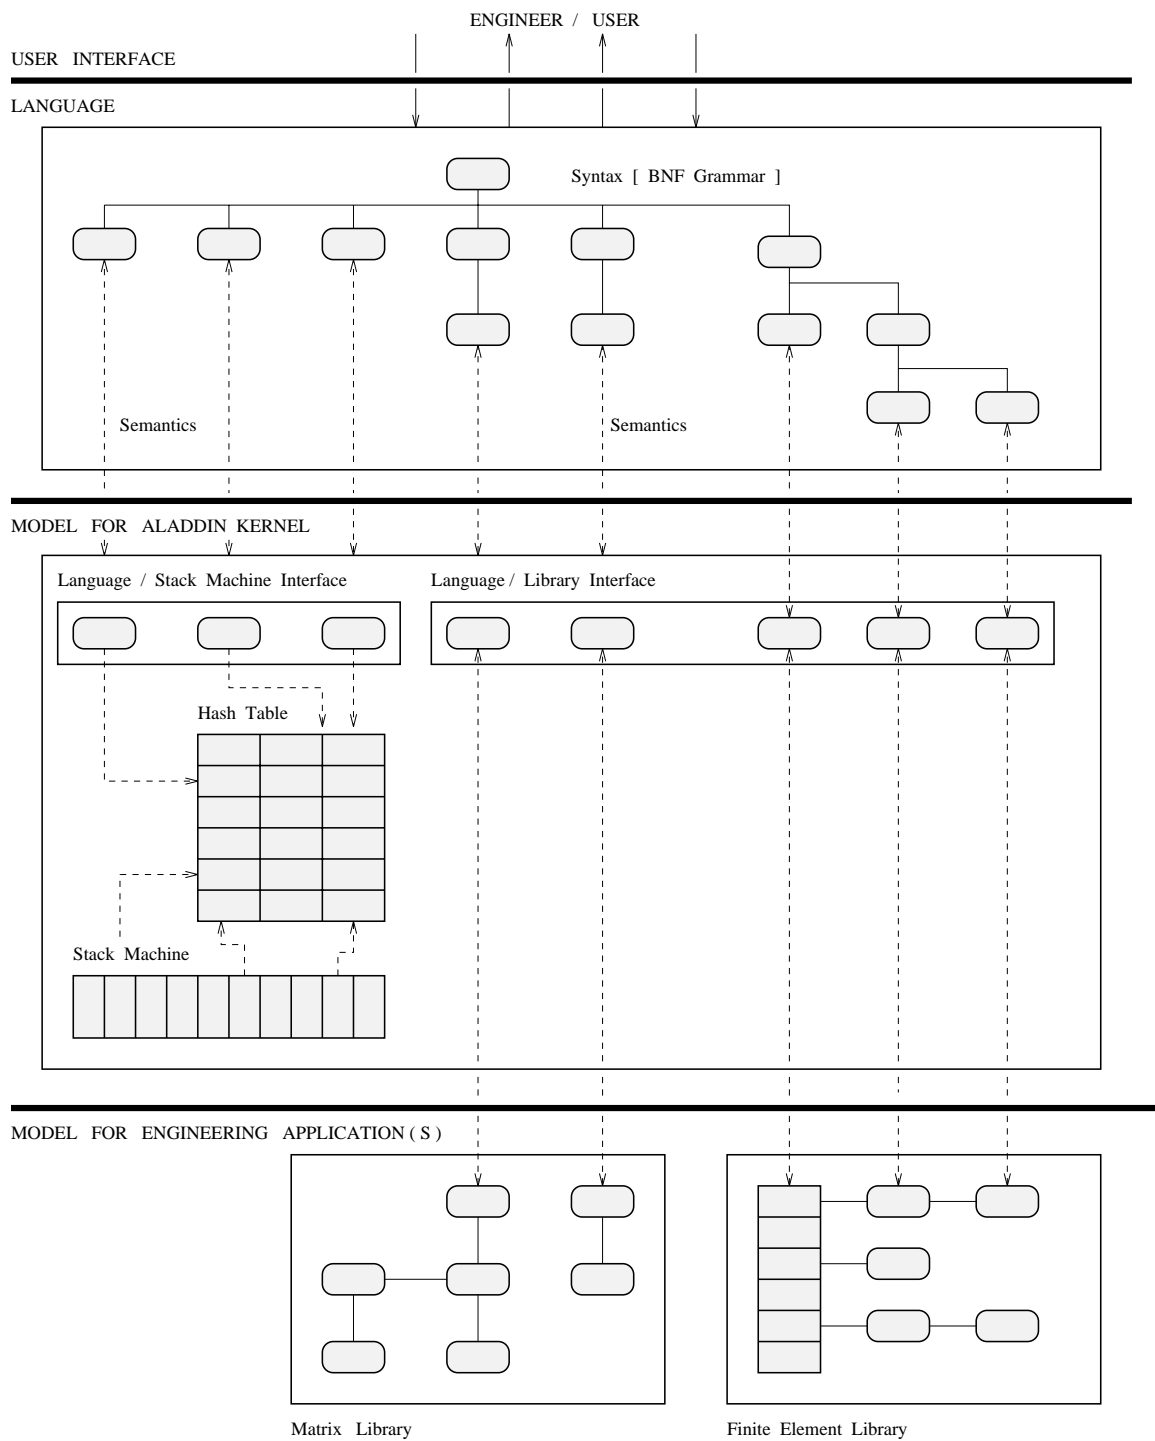 ENGINEER / USER
USER INTERFACE
LANGUAGE
Syntax [ BNF Grammar ]
Semantics Semantics
MODEL FOR ALADDIN KERNEL
Language / Stack Machine Interface Language / Library Interface
Hash Table
Stack Machine
MODEL FOR ENGINEERING APPLICATION ( S )
Matrix Library Finite Element Library